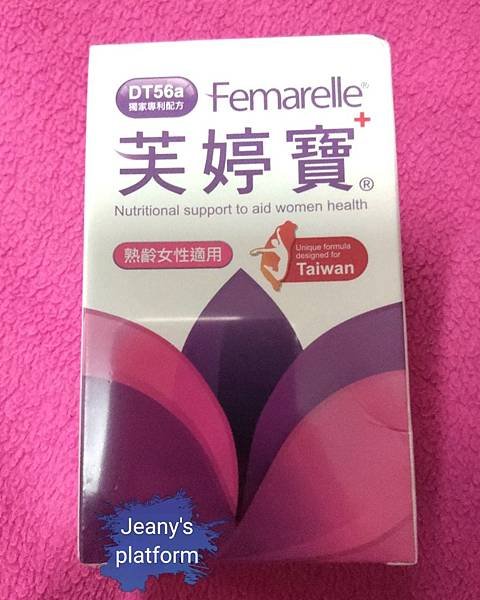 DT56a
獨家專利配方
Femarelle®
芙婷寶+®
Nutritional support to aid women health
熟齡女性適用
Unique formula
designed for
Taiwan
Jeany's
platform